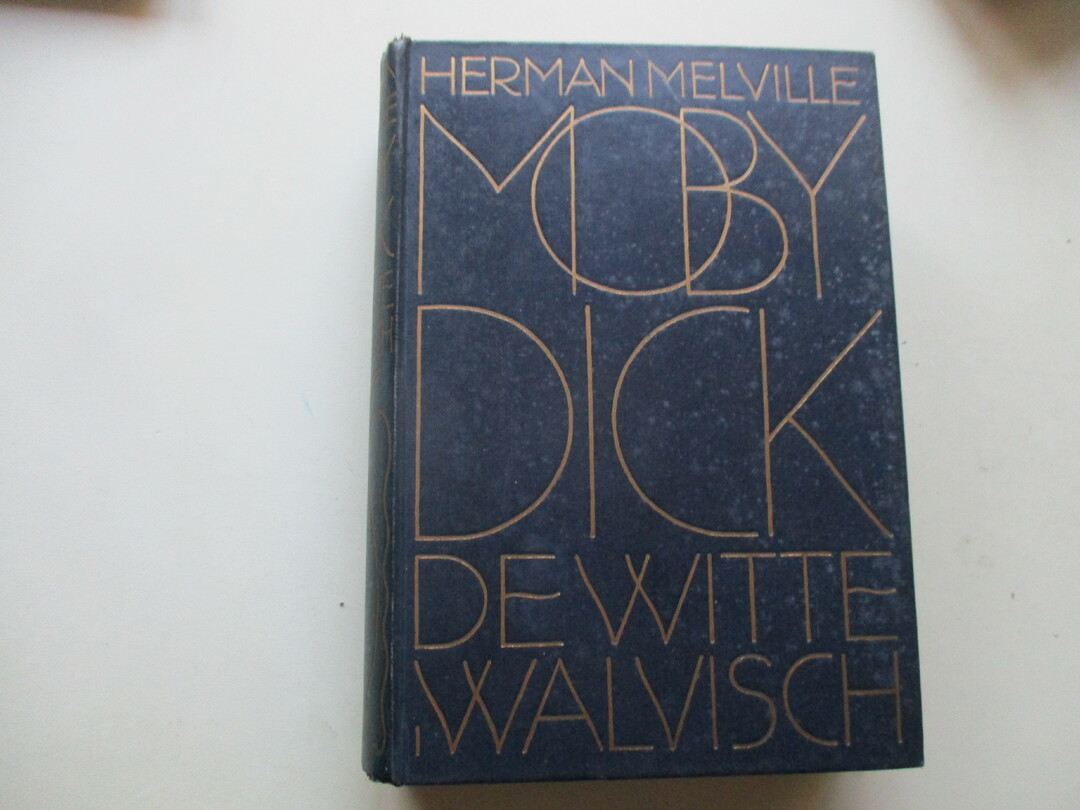 HERMAN MELVILLE
MOBY
DICK
DE WITTE
WALVISCH